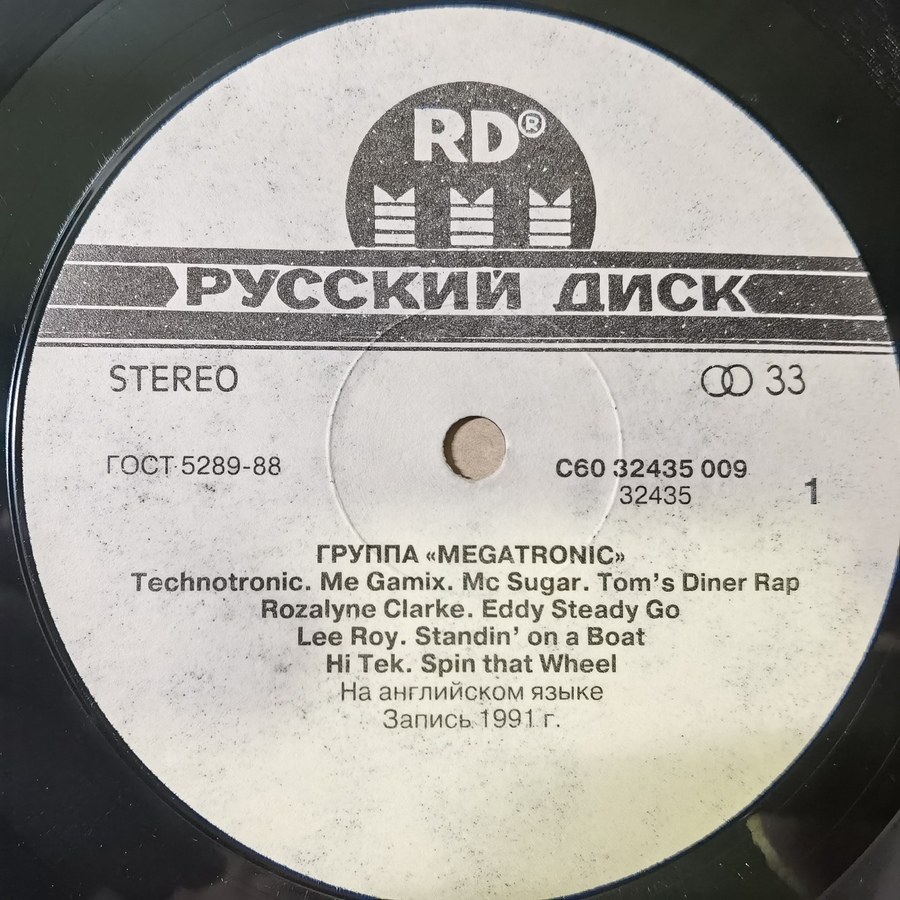 RD®
РУССКИЙ ДИСК
STEREO
33
ГОСТ 5289-88
С60 32435 009
32435
1
ГРУППА «MEGATRONIC»
Technotronic. Me Gamix. Mc Sugar. Tom's Diner Rap
Rozalyne Clarke. Eddy Steady Go
Lee Roy. Standin' on a Boat
Hi Tek. Spin that Wheel
На английском языке
Запись 1991 г.